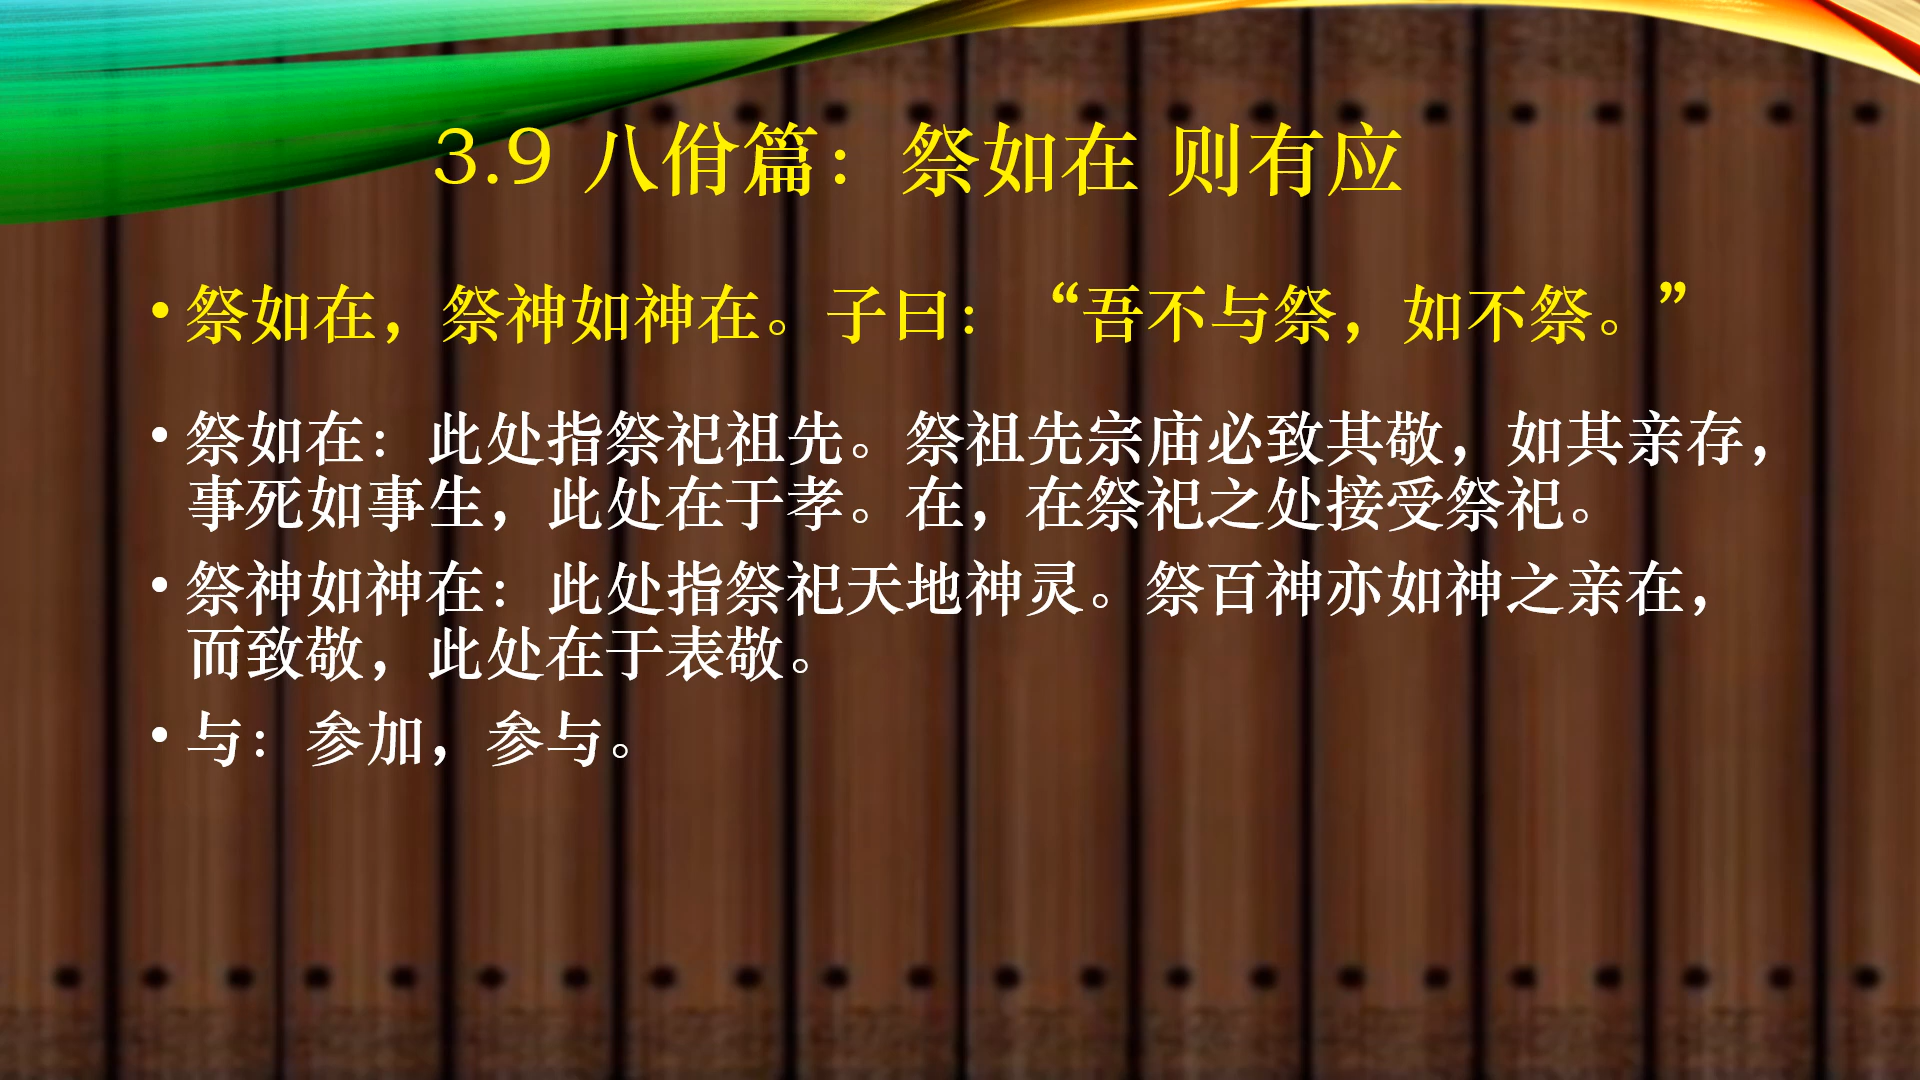 3.9 八佾篇：祭如在 则有应
• 祭如在，祭神如神在。子曰：“吾不与祭，如不祭。”
• 祭如在：此处指祭祀祖先。祭祖先宗庙必致其敬，如其亲存，
事死如事生，此处在于孝。在，在祭祀之处接受祭祀。
• 祭神如神在：此处指祭祀天地神灵。祭百神亦如神之亲在，
而致敬，此处在于表敬。
• 与：参加，参与。